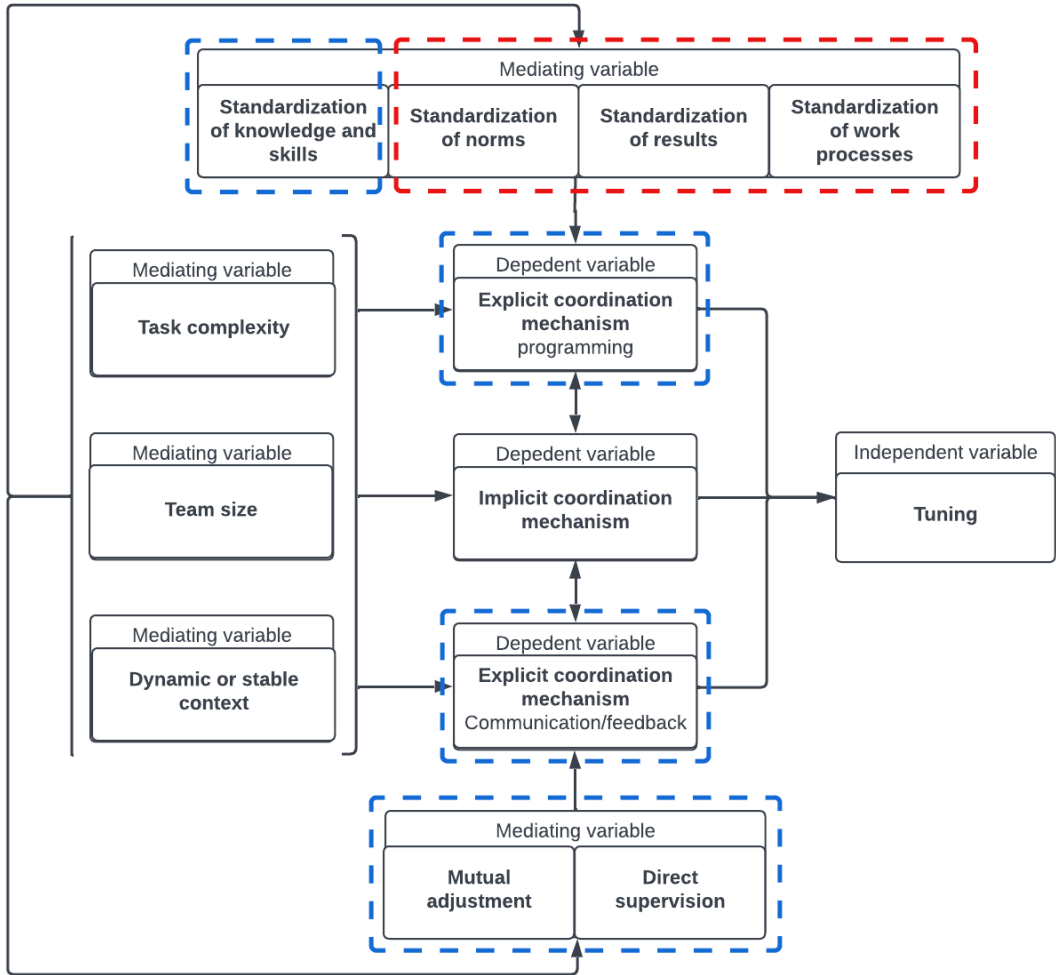 Mediating variable
Standardization
of knowledge and
skills
Standardization
of norms
Standardization
of results
Standardization
of work
processes
Mediating variable
Task complexity
Depedent variable
Explicit coordination
mechanism
programming
Mediating variable
Team size
Depedent variable
Implicit coordination
mechanism
Independent variable
Tuning
Mediating variable
Dynamic or stable
context
Depedent variable
Explicit coordination
mechanism
Communication/feedback
Mediating variable
Mutual
adjustment
Direct
supervision